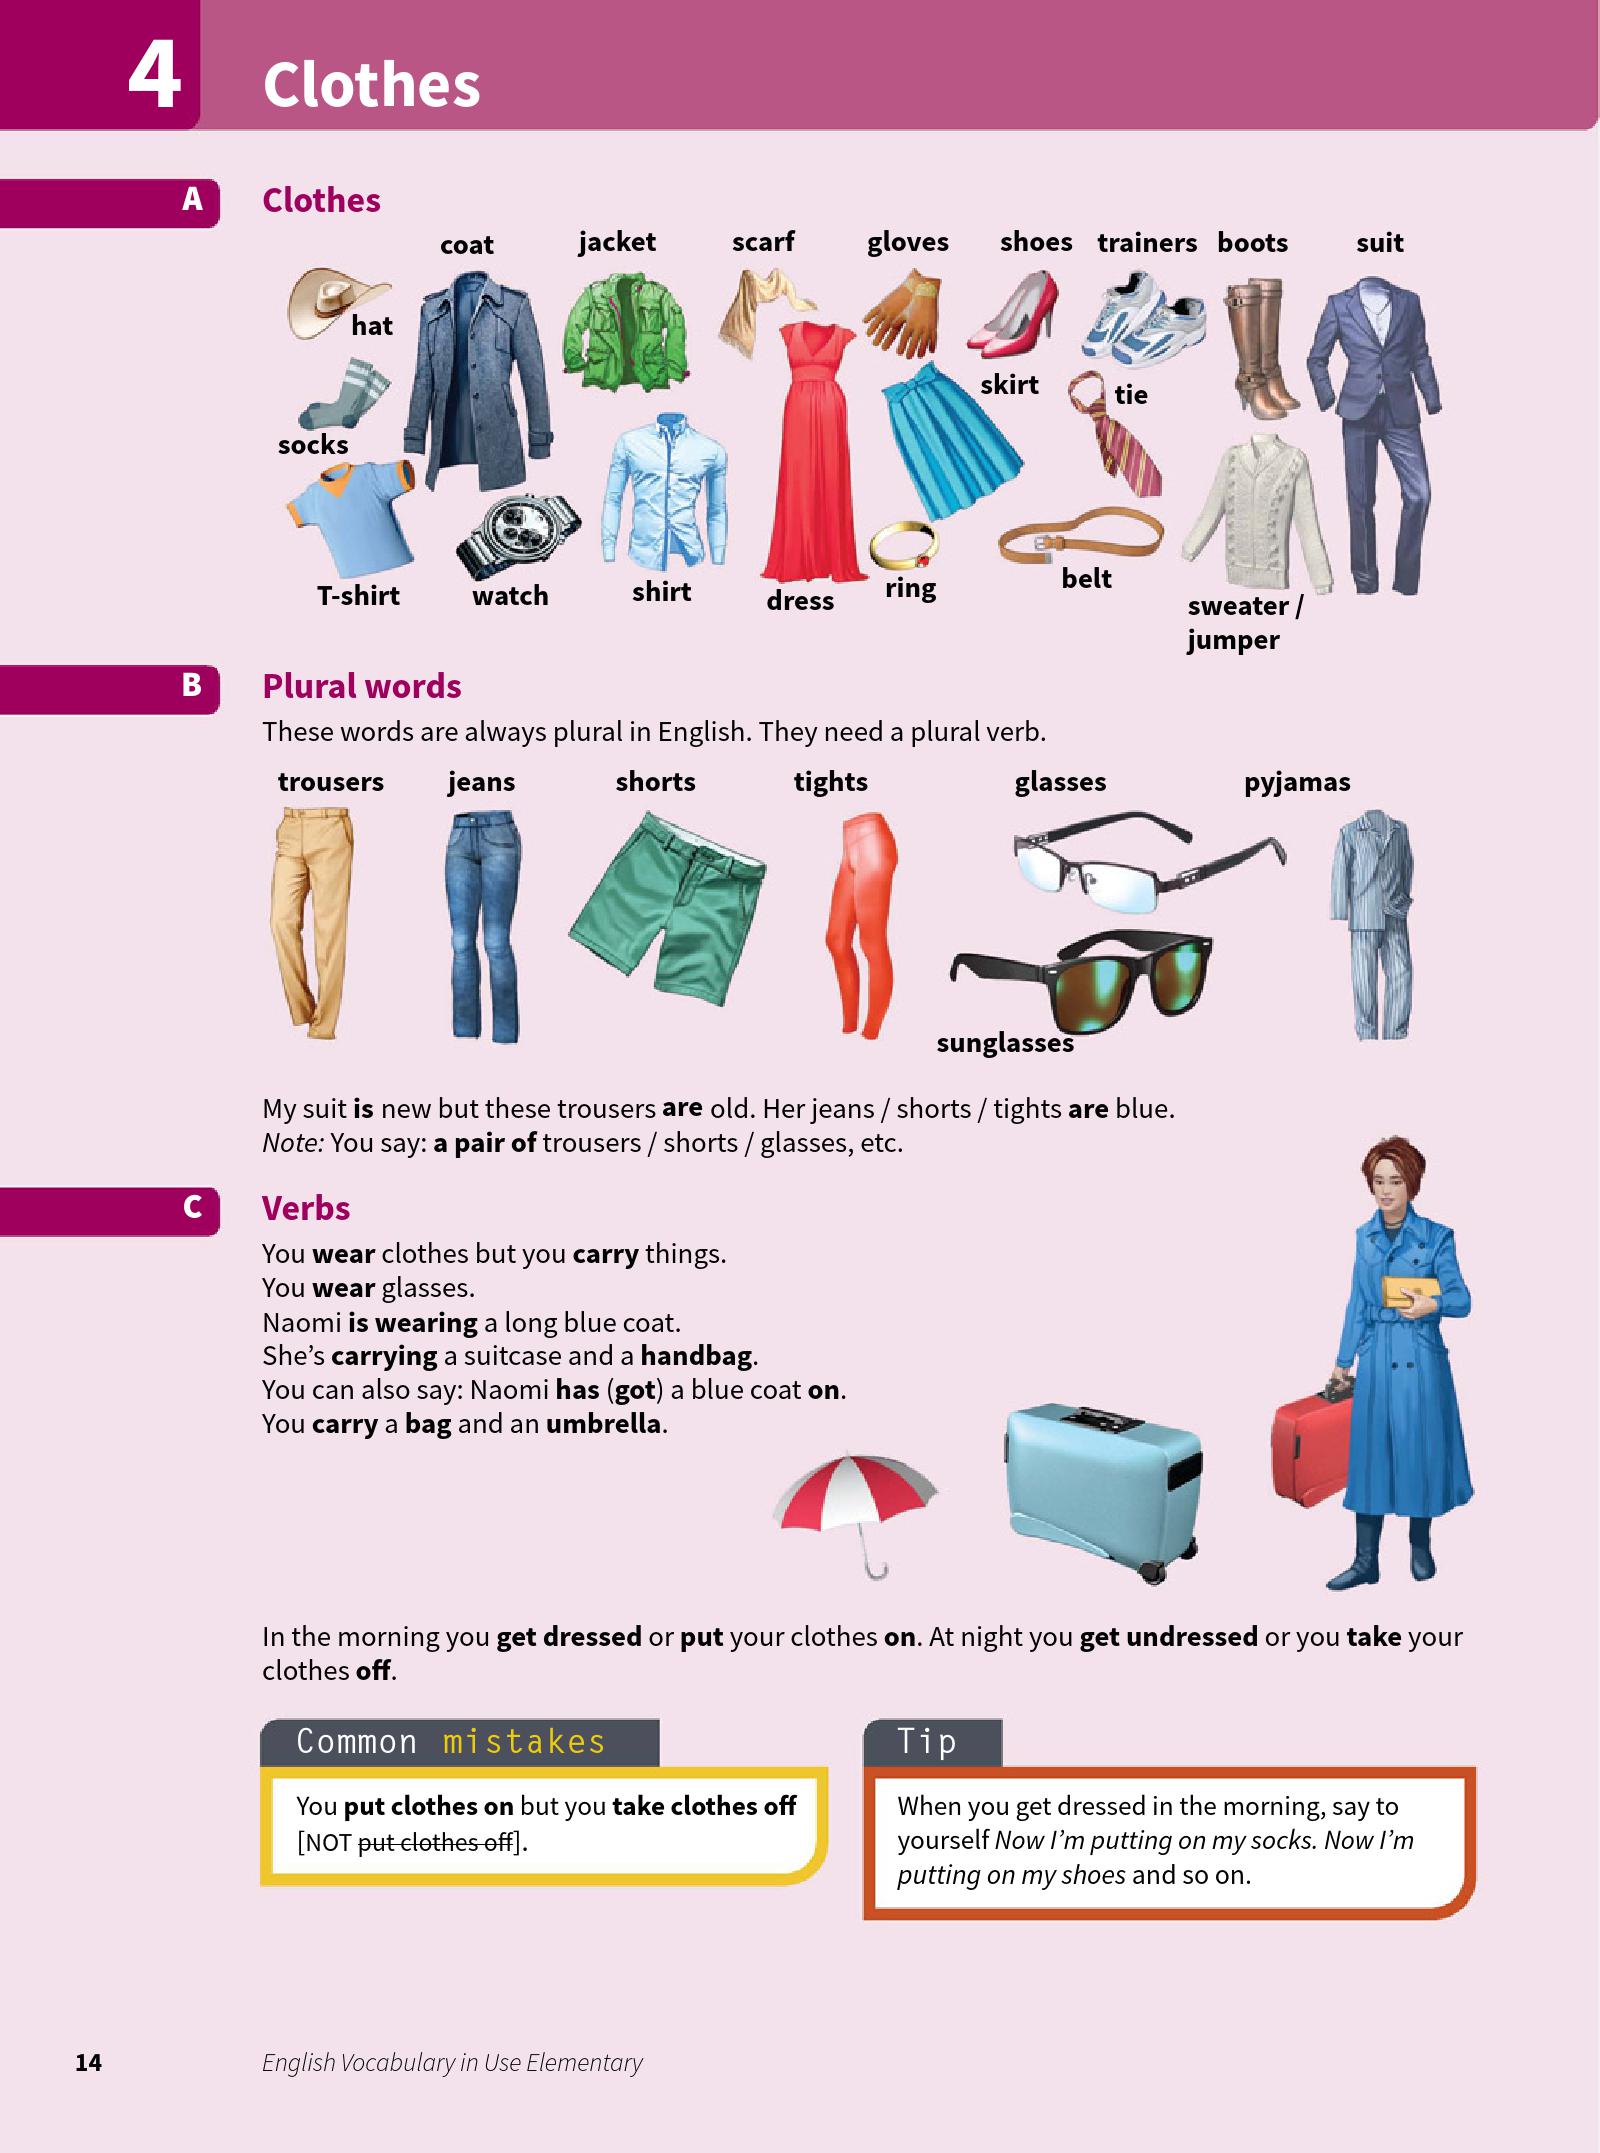 4 Clothes
A Clothes
coat jacket scarf gloves shoes trainers boots suit
hat
skirt tie
socks
T-shirt watch shirt dress ring belt sweater /
jumper
B Plural words
These words are always plural in English. They need a plural verb.
trousers jeans shorts tights glasses pyjamas
sunglasses
My suit is new but these trousers are old. Her jeans / shorts / tights are blue.
Note: You say: a pair of trousers / shorts / glasses, etc.
C Verbs
You wear clothes but you carry things.
You wear glasses.
Naomi is wearing a long blue coat.
She’s carrying a suitcase and a handbag.
You can also say: Naomi has (got) a blue coat on.
You carry a bag and an umbrella.
In the morning you get dressed or put your clothes on. At night you get undressed or you take your
clothes off.
Common mistakes
You put clothes on but you take clothes off
[NOT put clothes off].
Tip
When you get dressed in the morning, say to
yourself Now I’m putting on my socks. Now I’m
putting on my shoes and so on.
14 English Vocabulary in Use Elementary